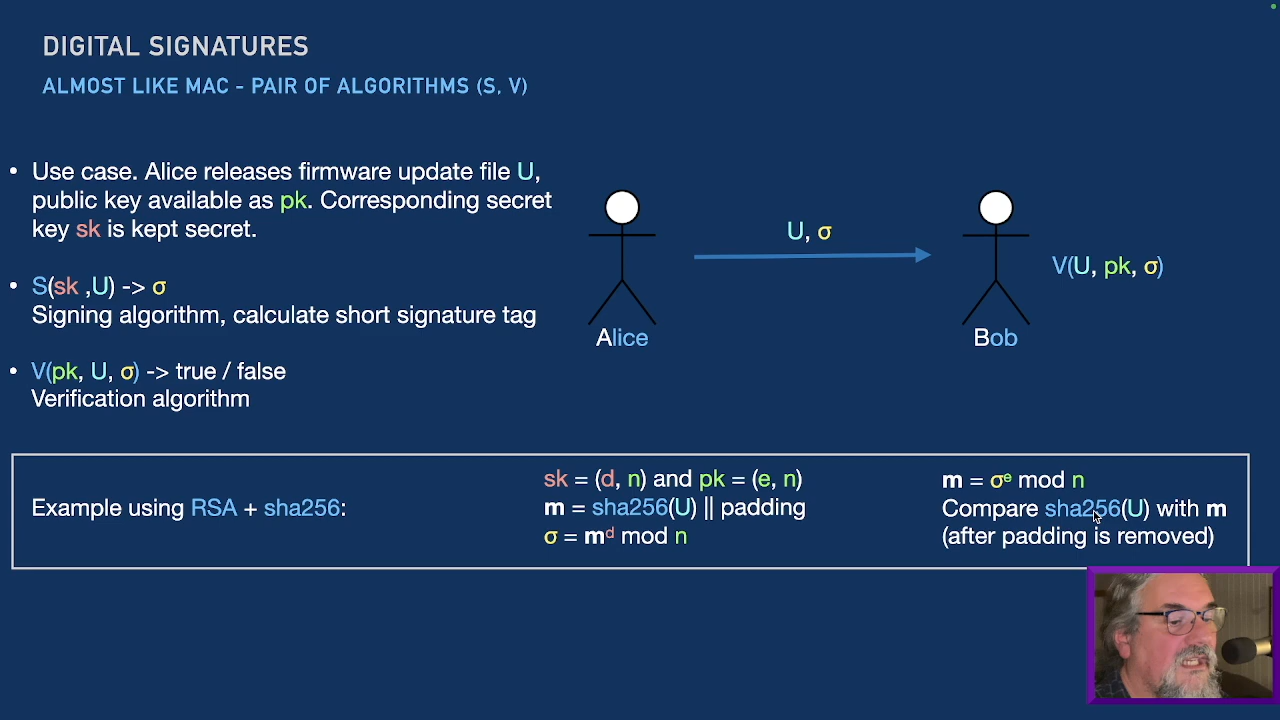 DIGITAL SIGNATURES
ALMOST LIKE MAC - PAIR OF ALGORITHMS (S, V)
• Use case. Alice releases firmware update file U,
public key available as pk. Corresponding secret
key sk is kept secret.
• S(sk ,U) -> σ
Signing algorithm, calculate short signature tag
• V(pk, U, σ) -> true / false
Verification algorithm
U, σ
V(U, pk, σ)
Alice
Bob
Example using RSA + sha256:
sk = (d, n) and pk = (e, n)
m = sha256(U) || padding
σ = mᵈ mod n
m = σᵉ mod n
Compare sha256(U) with m
(after padding is removed)